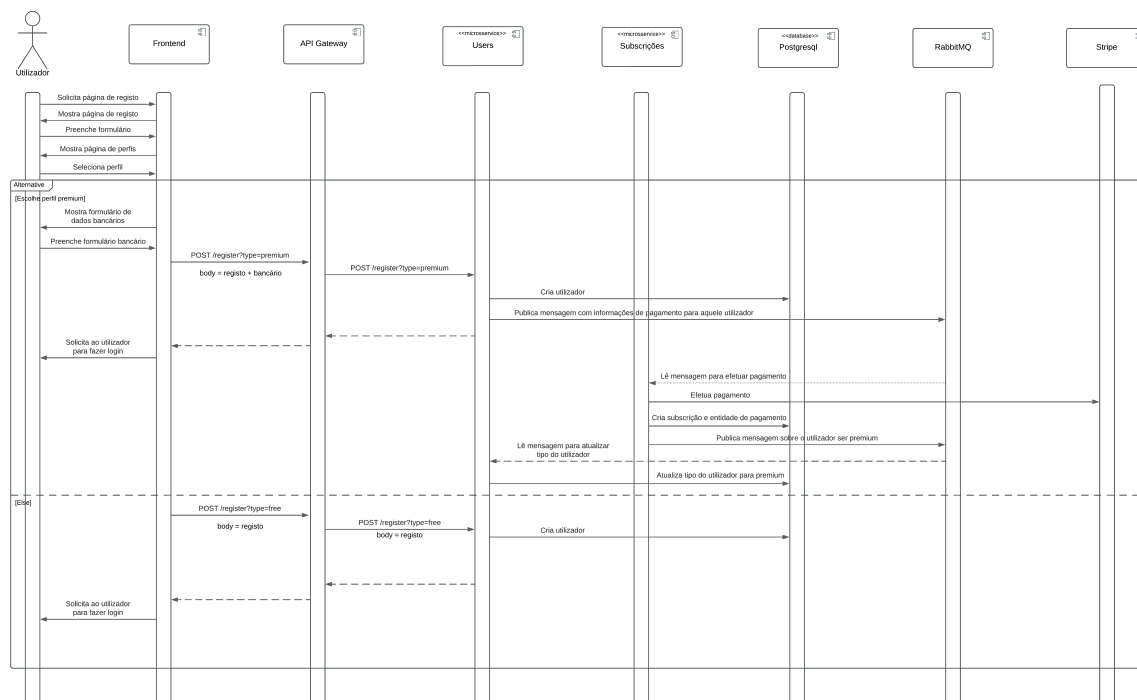 Utilizador
Frontend
API Gateway
<<microsservice>>
Users
<<microsservice>>
Subscrições
<<database>>
Postgresql
RabbitMQ
Stripe
Solicita página de registo
Mostra página de registo
Preenche formulário
Mostra página de perfis
Seleciona perfil
Alternative
[Escolhe perfil premium]
Mostra formulário de
dados bancários
Preenche formulário bancário
POST /register?type=premium
body = registo + bancário
POST /register?type=premium
Cria utilizador
Publica mensagem com informações de pagamento para aquele utilizador
Solicita ao utilizador
para fazer login
Lê mensagem para efetuar pagamento
Efetua pagamento
Cria subscrição e entidade de pagamento
Publica mensagem sobre o utilizador ser premium
Lê mensagem para atualizar
tipo do utilizador
Atualiza tipo do utilizador para premium
[Else]
POST /register?type=free
body = registo
POST /register?type=free
body = registo
Cria utilizador
Solicita ao utilizador
para fazer login